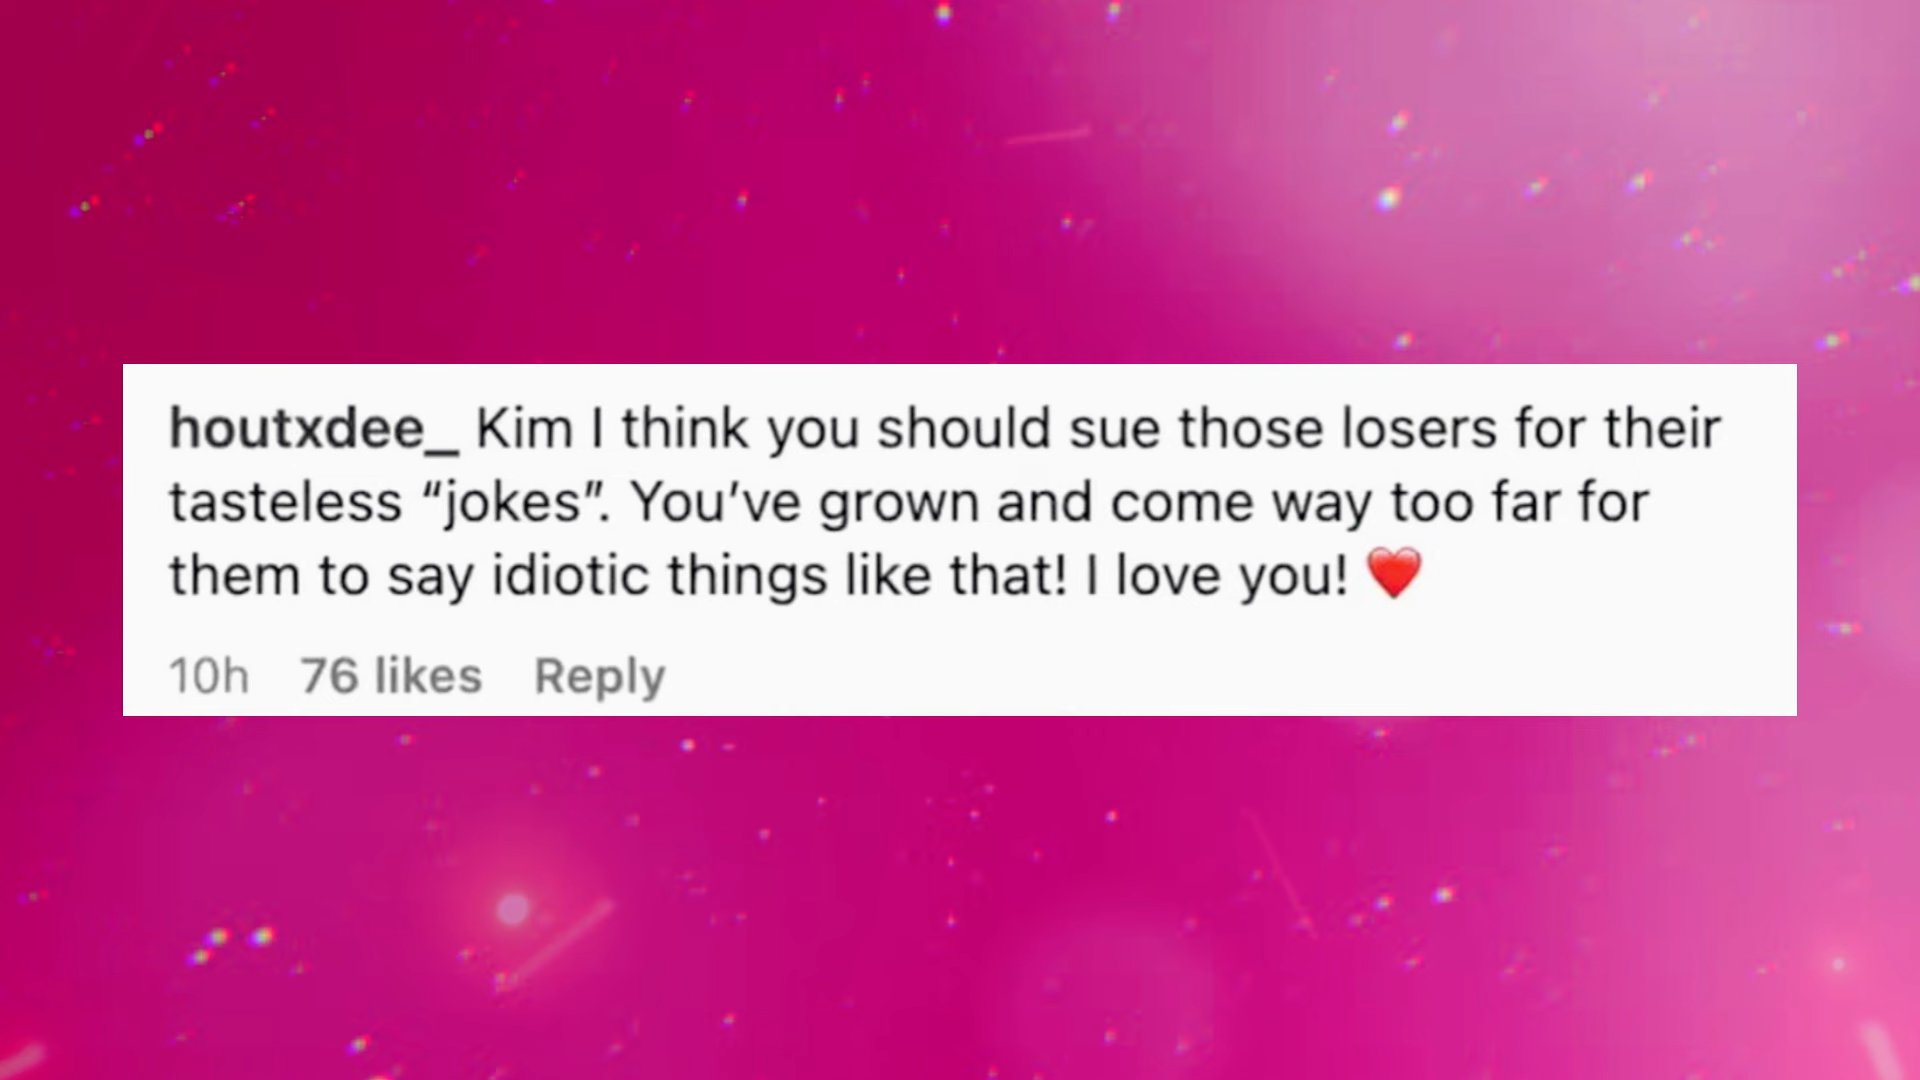 houtxdee_ Kim I think you should sue those losers for their
tasteless “jokes”. You’ve grown and come way too far for
them to say idiotic things like that! I love you! ❤️
10h 76 likes Reply